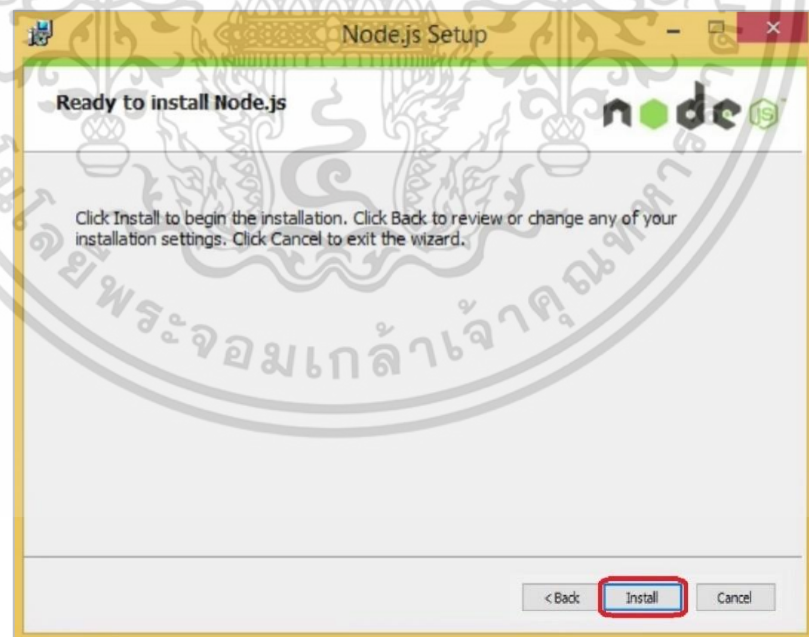 Node.js Setup
Ready to install Node.js
node JS
Click Install to begin the installation. Click Back to review or change any of your
installation settings. Click Cancel to exit the wizard.
พระจอมเกล้าเจ้าคุณทหาร
< Back Install Cancel